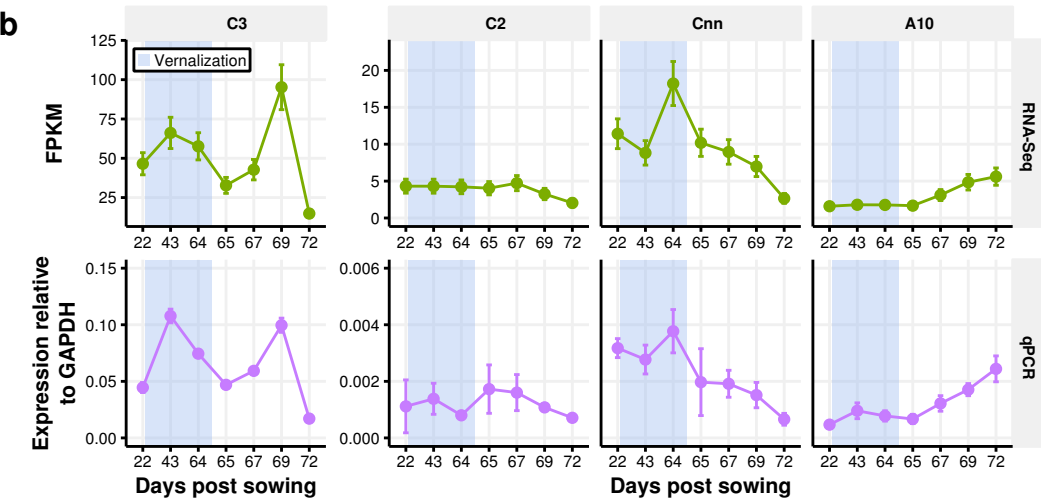 b
C3 C2 Cnn A10
Vernalization
FPKM
125
100
75
50
25
20
15
10
5
0
RNA-Seq
22 43 64 65 67 69 72 22 43 64 65 67 69 72 22 43 64 65 67 69 72 22 43 64 65 67 69 72
Expression relative
to GAPDH
0.15
0.10
0.05
0.00
0.006
0.004
0.002
0.000
qPCR
22 43 64 65 67 69 72 22 43 64 65 67 69 72 22 43 64 65 67 69 72 22 43 64 65 67 69 72
Days post sowing Days post sowing